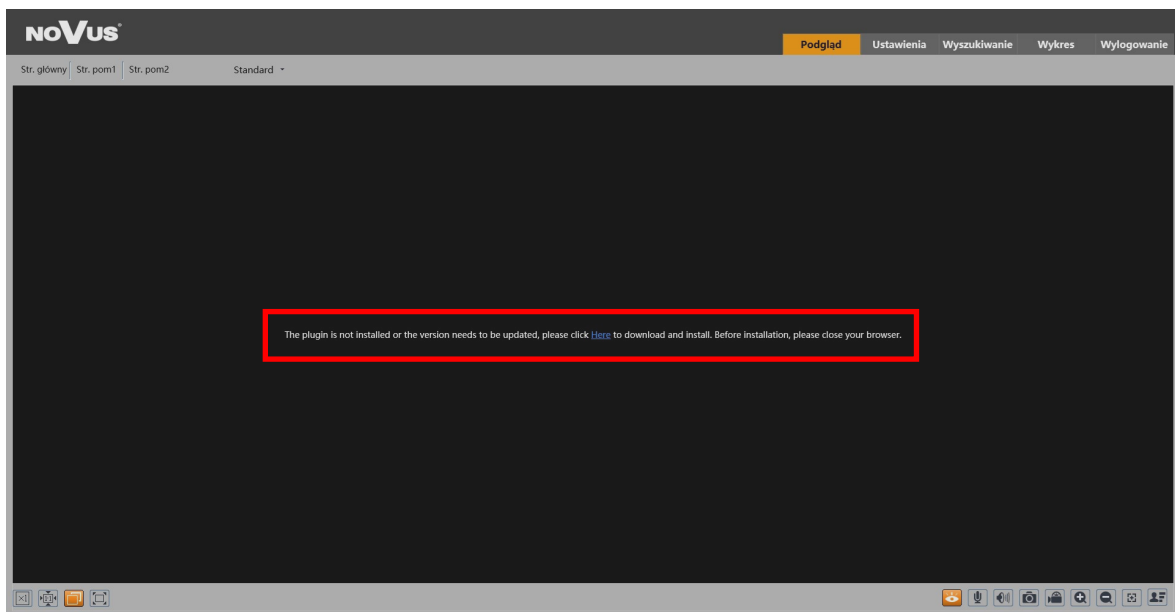 NOVUS
Podgląd Ustawienia Wyszukiwanie Wykres Wylogowanie
Str. główny Str. pom1 Str. pom2 Standard
The plugin is not installed or the version needs to be updated, please click Here to download and install. Before installation, please close your browser.